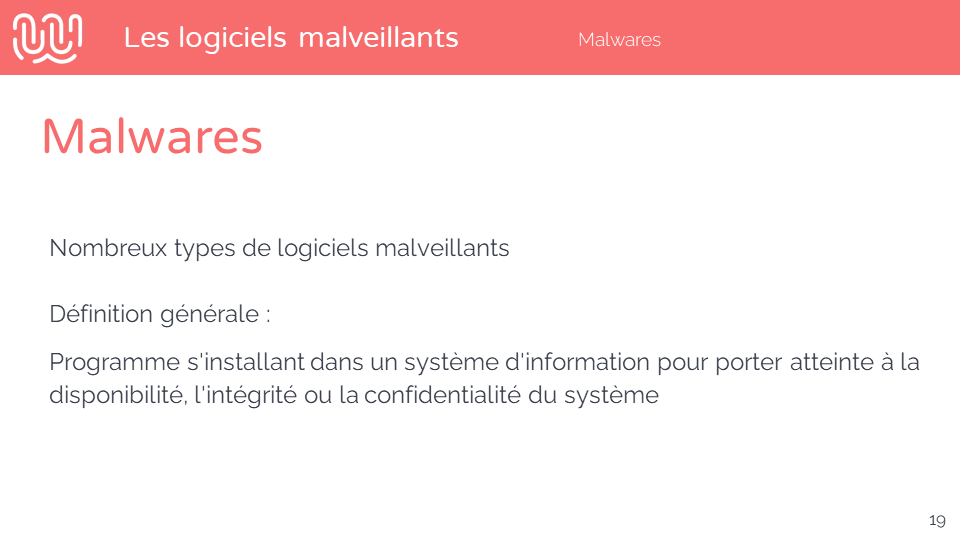 Les logiciels malveillants
Malwares
Malwares
Nombreux types de logiciels malveillants
Définition générale :
Programme s'installant dans un système d'information pour porter atteinte à la
disponibilité, l'intégrité ou la confidentialité du système
19